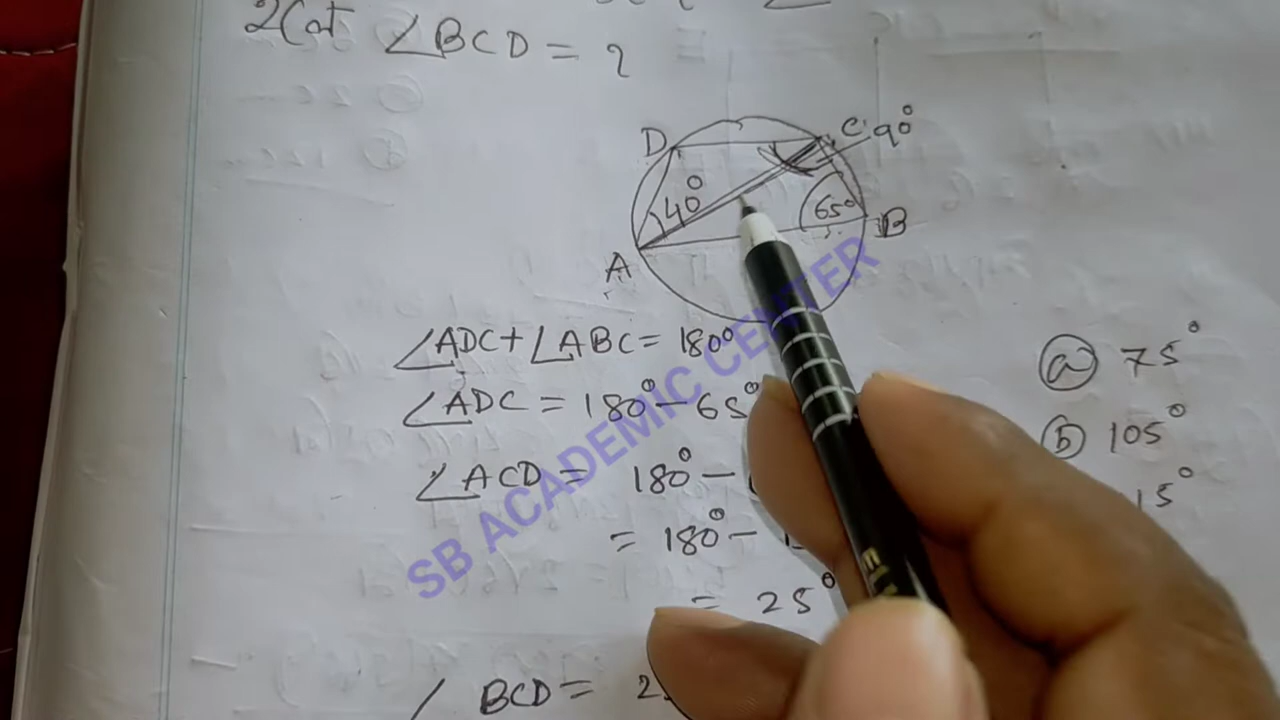 ∠BCD = ?
D
C
90°
40°
65°
B
A
∠ADC+∠ABC= 180°
∠ADC = 180°-65°
∠ACD = 180°-
= 180°-
= 25°
∠BCD =
ⓐ 75°
ⓑ 105°
15°
SB ACADEMIC CENTER